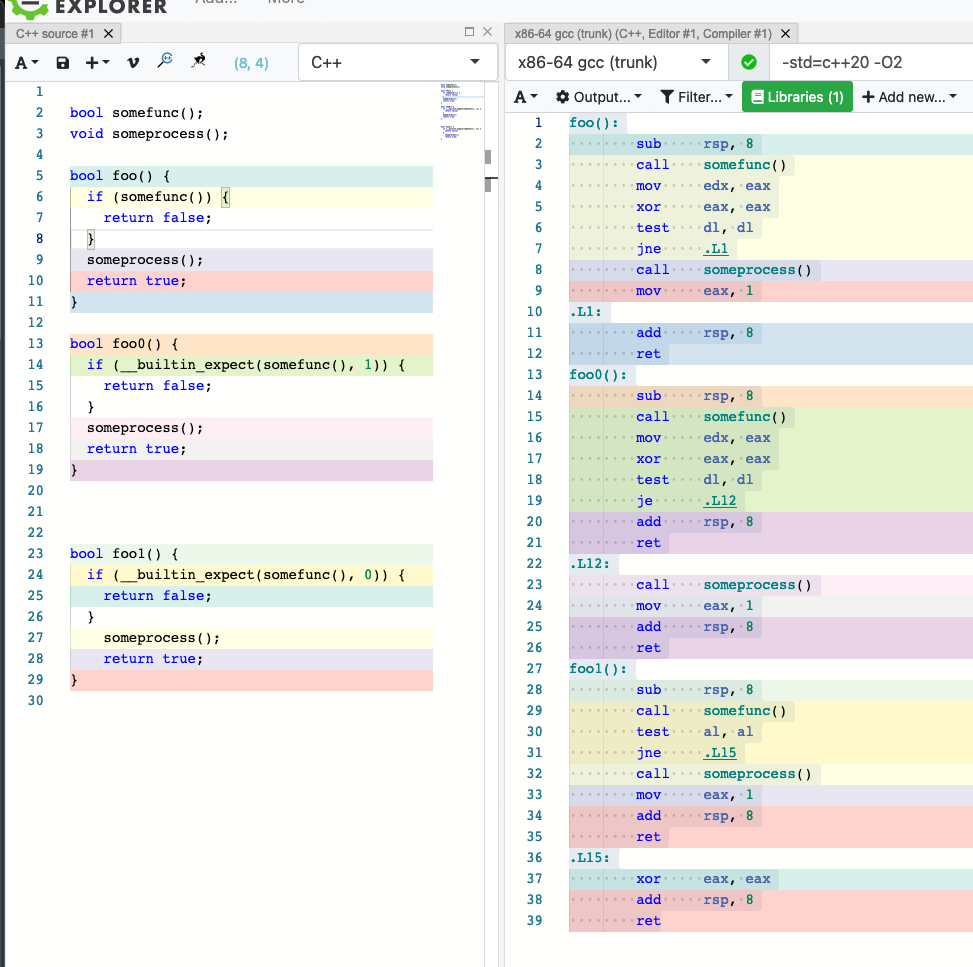 EXPLORER Add... More
C++ source #1
A + v (8, 4) C++
1
2 bool somefunc();
3 void someprocess();
4
5 bool foo() {
6 if (somefunc()) {
7 return false;
8 }
9 someprocess();
10 return true;
11 }
12
13 bool foo0() {
14 if (__builtin_expect(somefunc(), 1)) {
15 return false;
16 }
17 someprocess();
18 return true;
19 }
20
21
22
23 bool foo1() {
24 if (__builtin_expect(somefunc(), 0)) {
25 return false;
26 }
27 someprocess();
28 return true;
29 }
30
x86-64 gcc (trunk) (C++, Editor #1, Compiler #1)
x86-64 gcc (trunk) -std=c++20 -O2
A Output... Filter... Libraries (1) + Add new...
1 foo():
2 sub rsp, 8
3 call somefunc()
4 mov edx, eax
5 xor eax, eax
6 test dl, dl
7 jne .L1
8 call someprocess()
9 mov eax, 1
10 .L1:
11 add rsp, 8
12 ret
13 foo0():
14 sub rsp, 8
15 call somefunc()
16 mov edx, eax
17 xor eax, eax
18 test dl, dl
19 je .L12
20 add rsp, 8
21 ret
22 .L12:
23 call someprocess()
24 mov eax, 1
25 add rsp, 8
26 ret
27 foo1():
28 sub rsp, 8
29 call somefunc()
30 test al, al
31 jne .L15
32 call someprocess()
33 mov eax, 1
34 add rsp, 8
35 ret
36 .L15:
37 xor eax, eax
38 add rsp, 8
39 ret